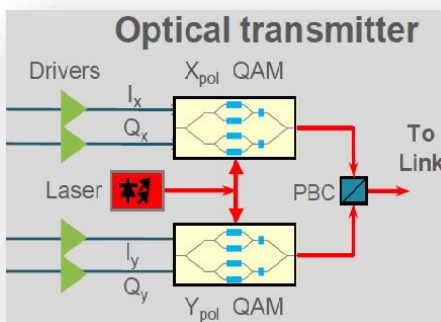 Optical transmitter
Drivers
Xpol QAM
Ix
Qx
To
Link
Laser
PBC
Iy
Qy
Ypol QAM